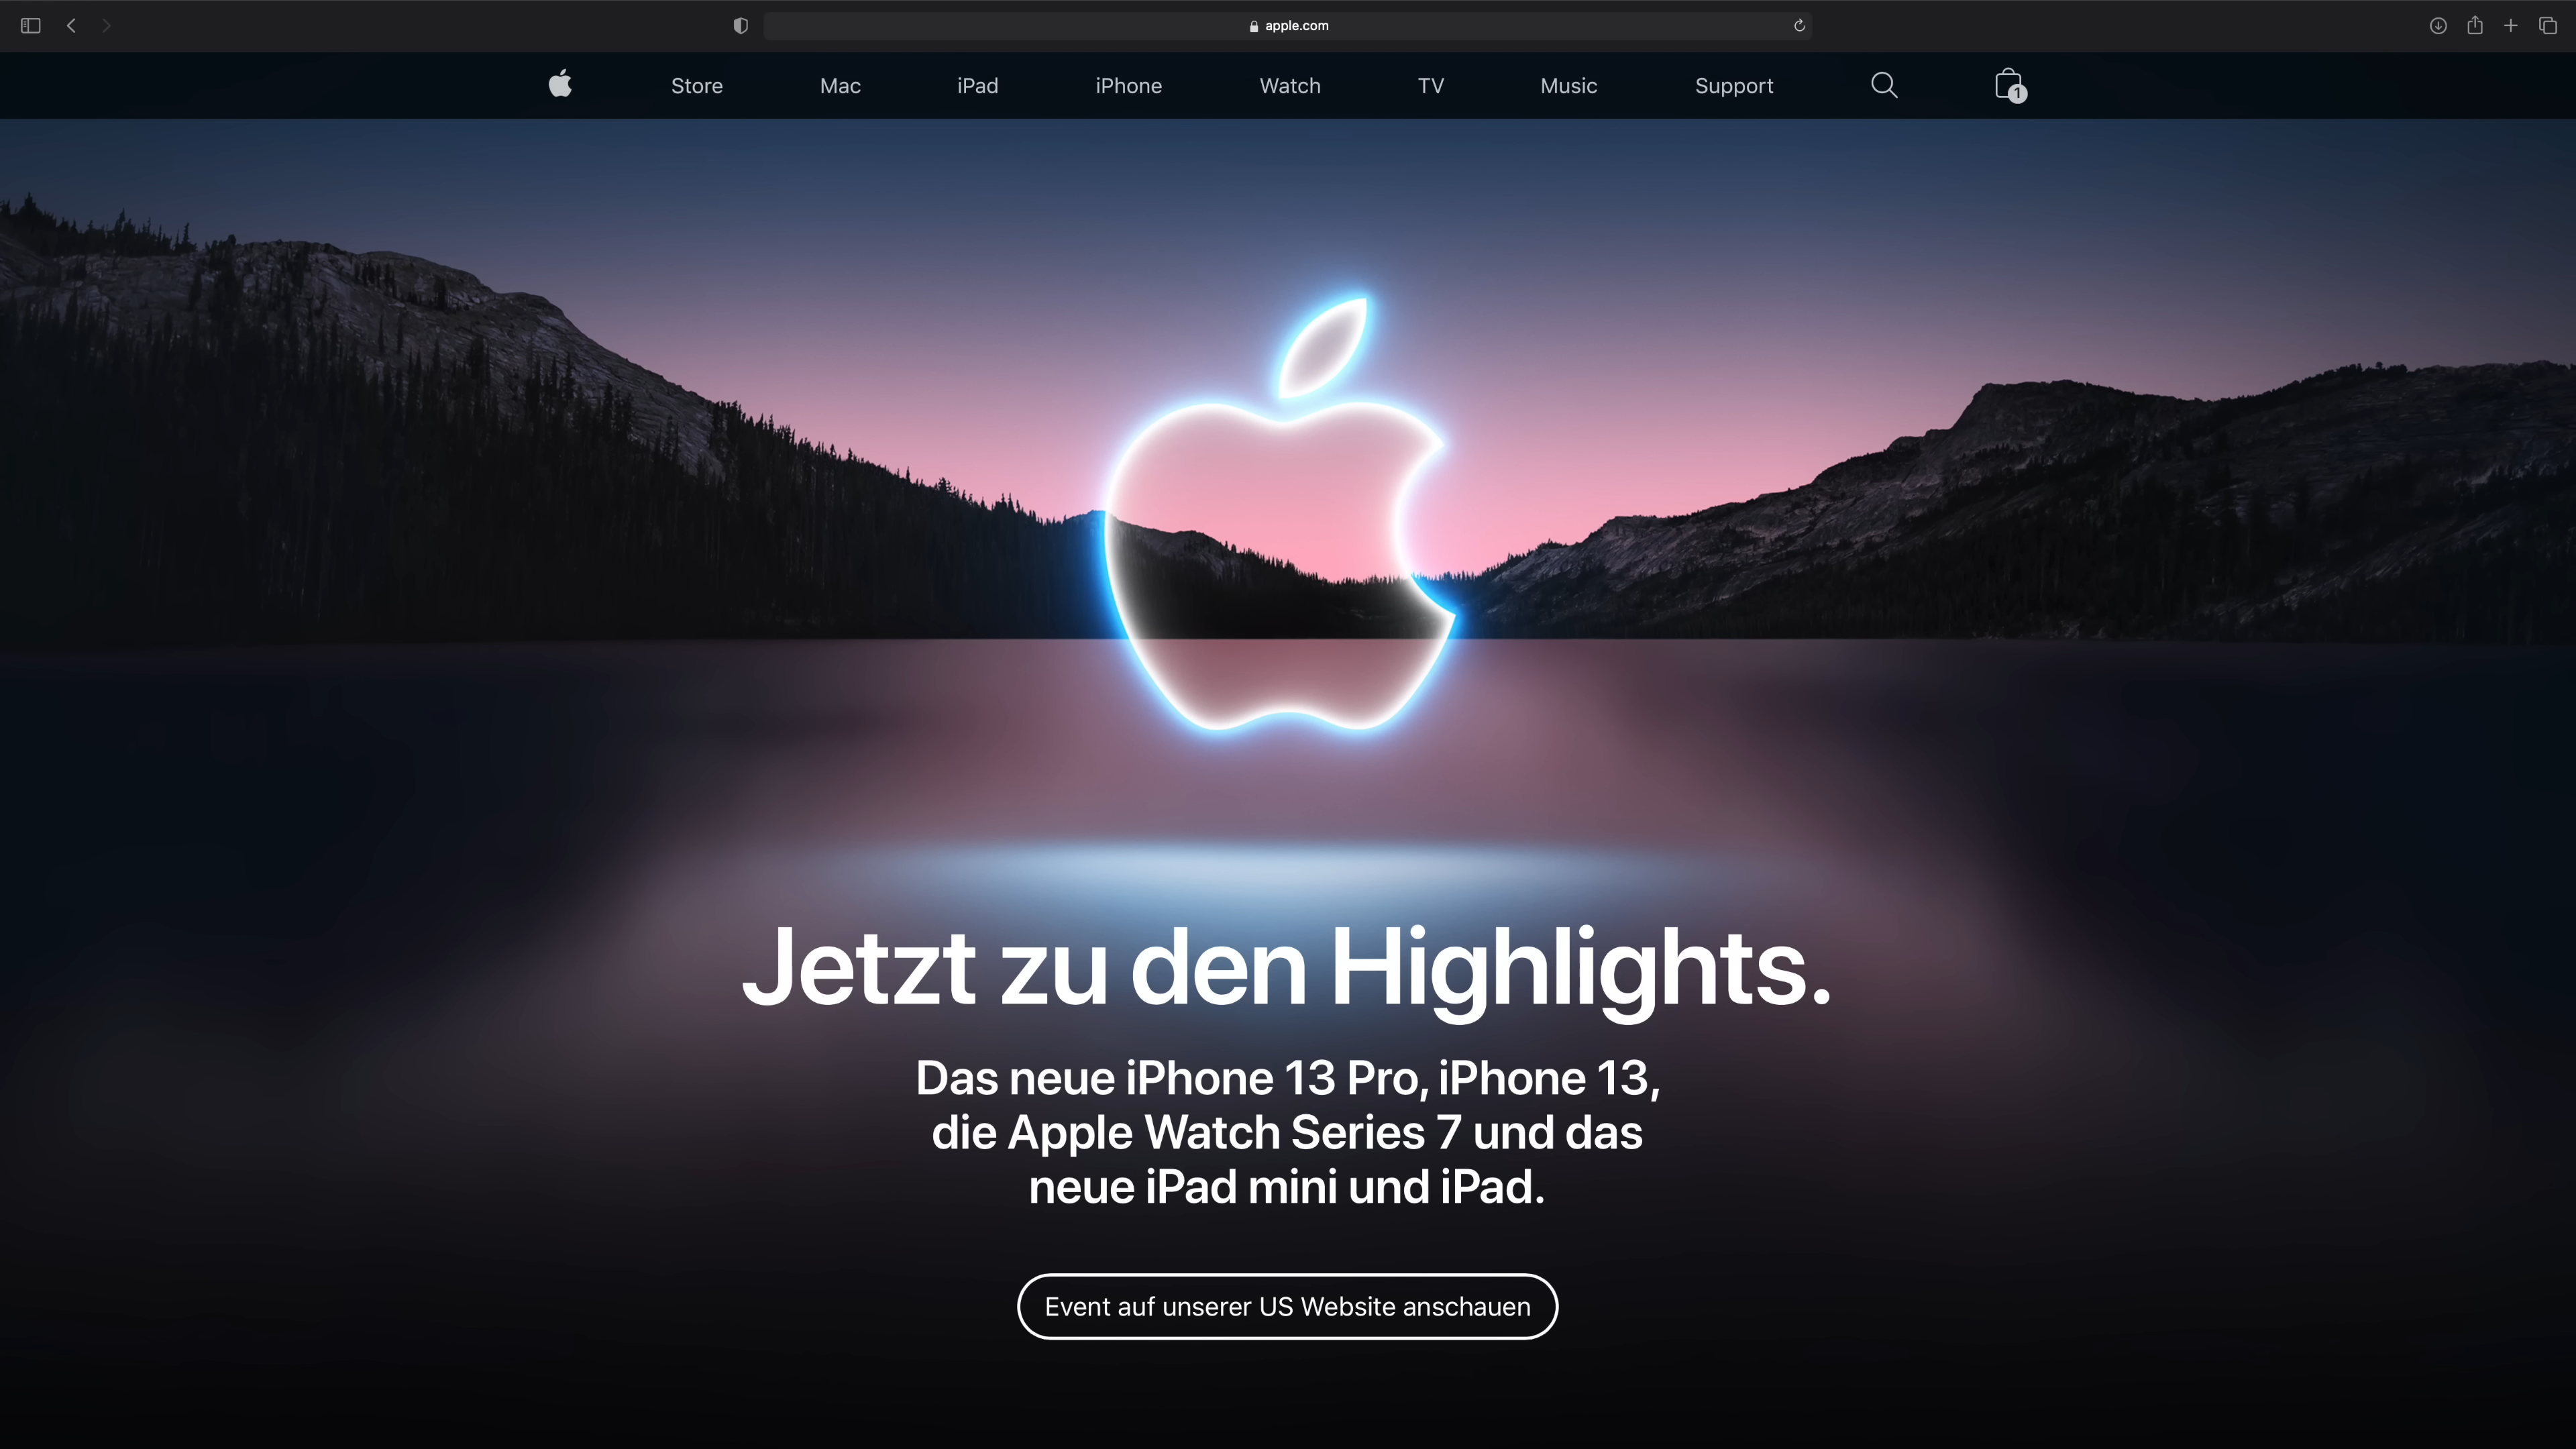 apple.com
Store Mac iPad iPhone Watch TV Music Support 1
Jetzt zu den Highlights.
Das neue iPhone 13 Pro, iPhone 13,
die Apple Watch Series 7 und das
neue iPad mini und iPad.
Event auf unserer US Website anschauen